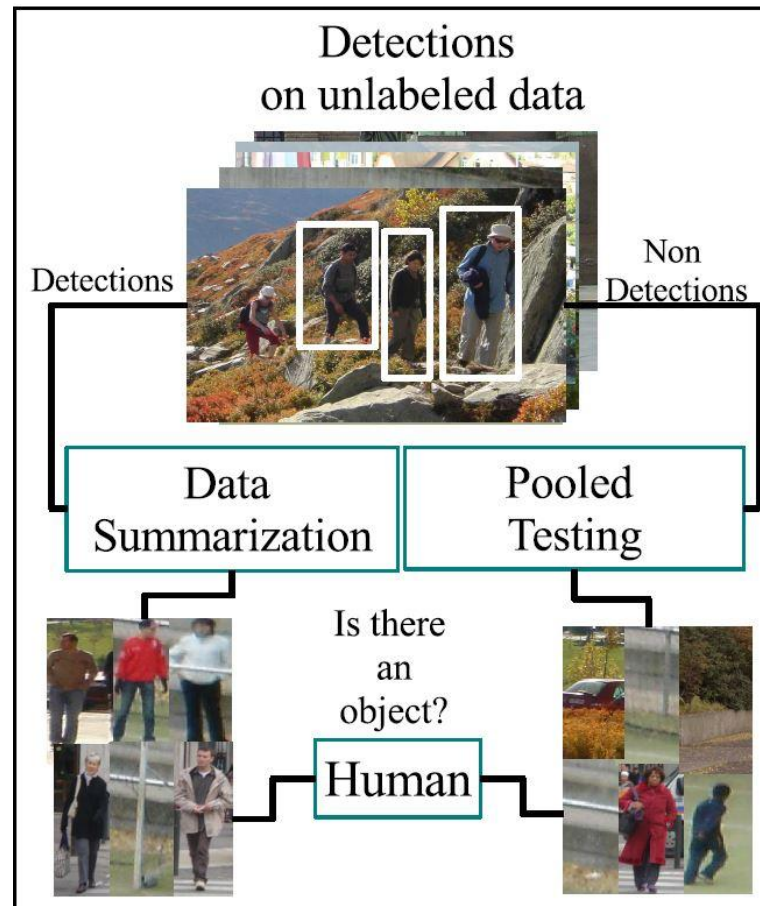 Detections
on unlabeled data
Detections
Non
Detections
Data
Summarization
Pooled
Testing
Is there
an
object?
Human